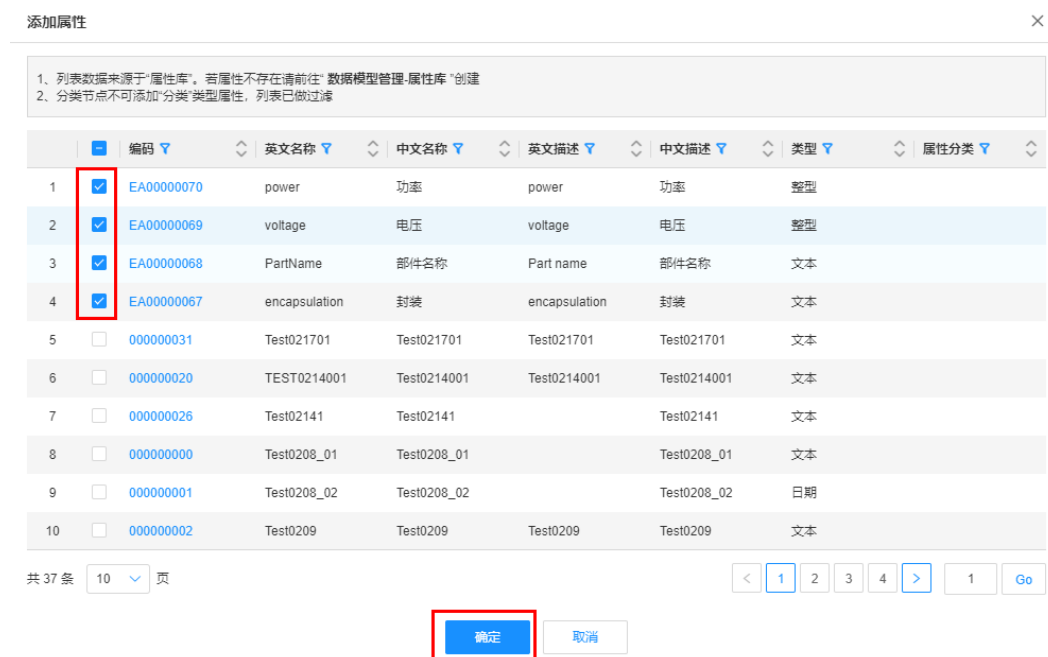 添加属性
1、列表数据来源于“属性库”。若属性不存在请前往“ 数据模型管理-属性库 ”创建
2、分类节点不可添加“分类”类型属性，列表已做过滤
编码 英文名称 中文名称 英文描述 中文描述 类型 属性分类
1 EA00000070 power 功率 power 功率 整型
2 EA00000069 voltage 电压 voltage 电压 整型
3 EA00000068 PartName 部件名称 Part name 部件名称 文本
4 EA00000067 encapsulation 封装 encapsulation 封装 文本
5 000000031 Test021701 Test021701 Test021701 Test021701 文本
6 000000020 TEST0214001 Test0214001 Test0214001 Test0214001 文本
7 000000026 Test02141 Test02141 Test02141 文本
8 000000000 Test0208_01 Test0208_01 Test0208_01 文本
9 000000001 Test0208_02 Test0208_02 Test0208_02 日期
10 000000002 Test0209 Test0209 Test0209 Test0209 文本
共 37 条 10 页 < 1 2 3 4 > 1 Go
确定 取消